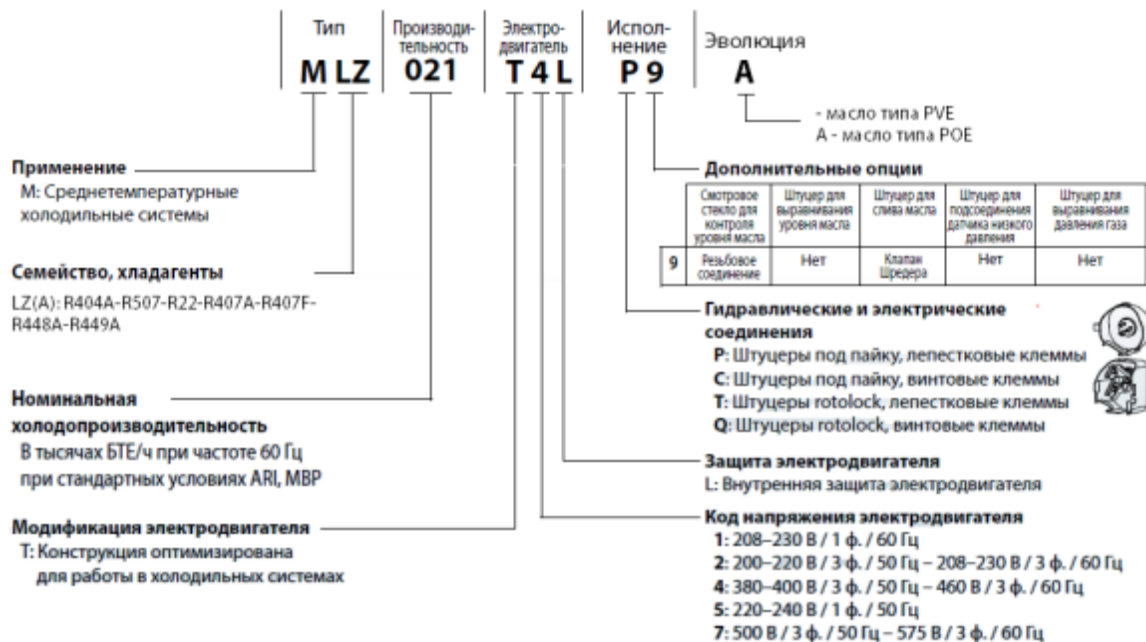 Тип
Производи-
тельность
Электро-
двигатель
Испол-
нение
Эволюция
M LZ 021 T 4 L P 9 A
- масло типа PVE
A - масло типа POE
Применение
M: Среднетемпературные
холодильные системы
Семейство, хладагенты
LZ(A): R404A-R507-R22-R407A-R407F-
R448A-R449A
Номинальная
холодопроизводительность
В тысячах БТЕ/ч при частоте 60 Гц
при стандартных условиях ARI, MBP
Модификация электродвигателя
T: Конструкция оптимизирована
для работы в холодильных системах
Дополнительные опции
Смотровое
стекло для
контроля
уровня масла
Штуцер для
выравнивания
уровня масла
Штуцер для
слива масла
Штуцер для
подсоединения
датчика низкого
давления
Штуцер для
выравнивания
давления газа
9
Резьбовое
соединение
Нет
Клапан
Шредера
Нет
Нет
Гидравлические и электрические
соединения
P: Штуцеры под пайку, лепестковые клеммы
C: Штуцеры под пайку, винтовые клеммы
T: Штуцеры rotolock, лепестковые клеммы
Q: Штуцеры rotolock, винтовые клеммы
Защита электродвигателя
L: Внутренняя защита электродвигателя
Код напряжения электродвигателя
1: 208–230 В / 1 ф. / 60 Гц
2: 200–220 В / 3 ф. / 50 Гц – 208–230 В / 3 ф. / 60 Гц
4: 380–400 В / 3 ф. / 50 Гц – 460 В / 3 ф. / 60 Гц
5: 220–240 В / 1 ф. / 50 Гц
7: 500 В / 3 ф. / 50 Гц – 575 В / 3 ф. / 60 Гц